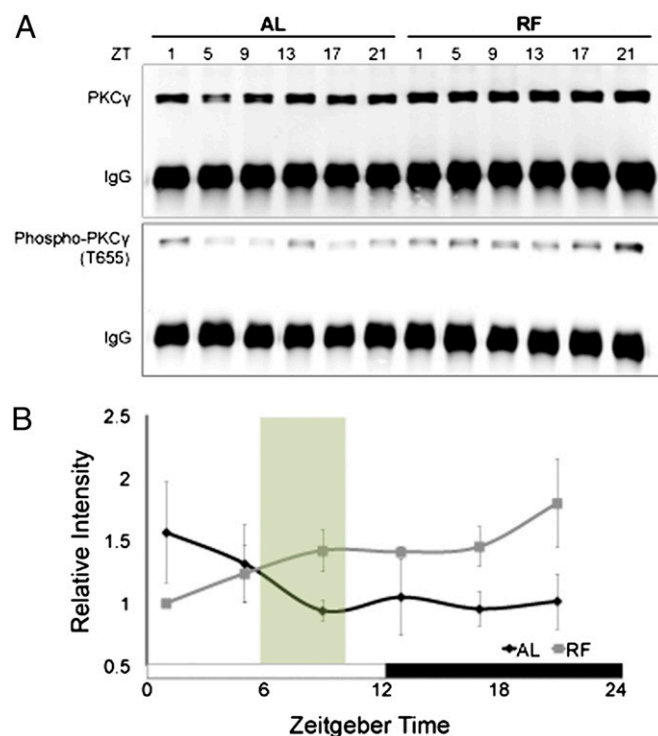 A
AL RF
ZT 1 5 9 13 17 21 1 5 9 13 17 21
PKCγ
IgG
Phospho-PKCγ
(T655)
IgG
B
2.5
2
1.5
1
0.5
Relative Intensity
AL RF
0 6 12 18 24
Zeitgeber Time